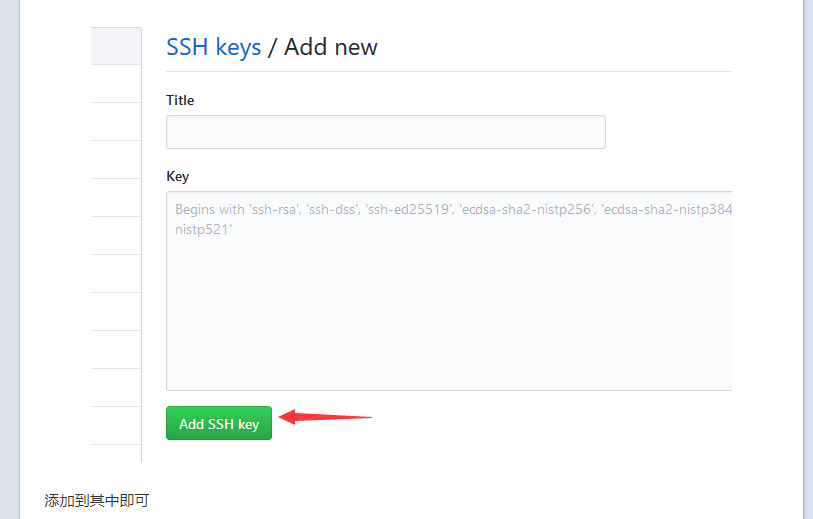 SSH keys / Add new
Title
Key
Begins with 'ssh-rsa', 'ssh-dss', 'ssh-ed25519', 'ecdsa-sha2-nistp256', 'ecdsa-sha2-nistp384
nistp521'
Add SSH key
添加到其中即可